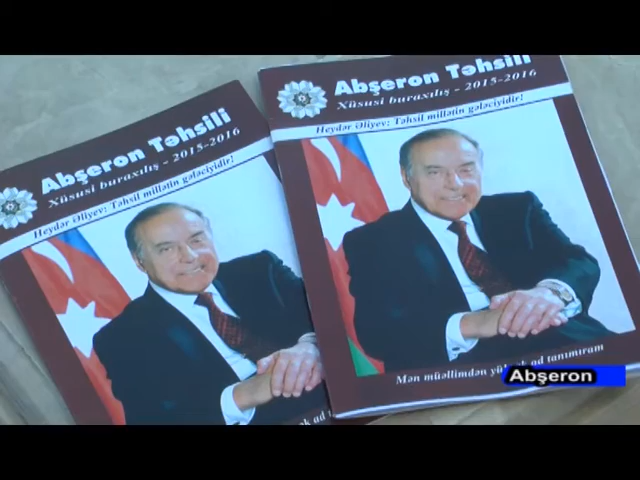 Abşeron Təhsili
Xüsusi buraxılış - 2015-2016
Heydər Əliyev: Təhsil millətin gələcəyidir!
Abşeron Təhsili
Xüsusi buraxılış - 2015-2016
Heydər Əliyev: Təhsil millətin gələcəyidir!
Mən müəllimdən ad tanımıram
ad
Abşeron